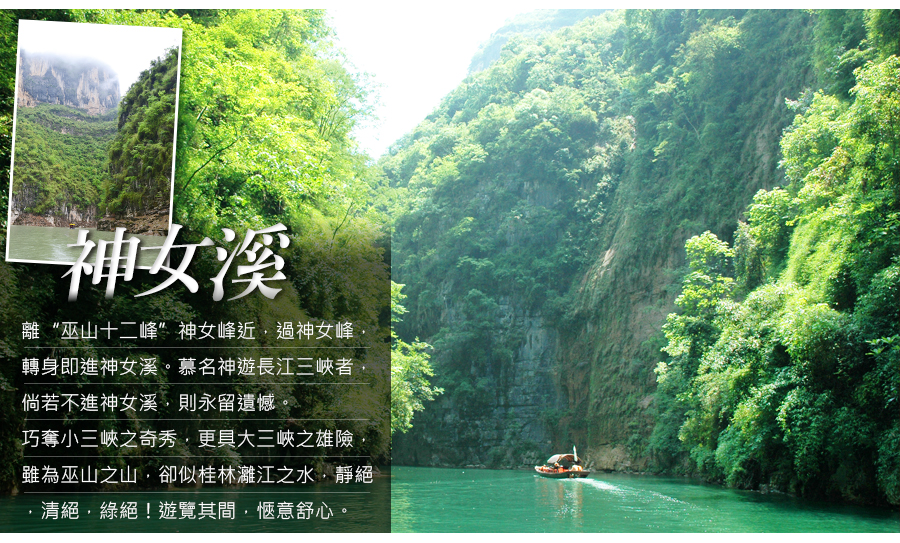 神女溪
離“巫山十二峰”神女峰近，過神女峰，
轉身即進神女溪。慕名神遊長江三峽者，
倘若不進神女溪，則永留遺憾。
巧奪小三峽之奇秀，更具大三峽之雄險，
雖為巫山之山，卻似桂林灕江之水，靜絕
，清絕，綠絕！遊覽其間，愜意舒心。